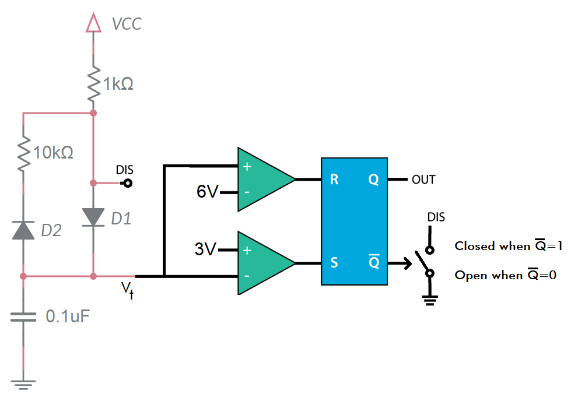 VCC
1kΩ
10kΩ
DIS
D1
D2
Vt
0.1uF
6V
+
-
3V
+
-
R
Q
S
Q̅
OUT
DIS
Closed when Q̅=1
Open when Q̅=0